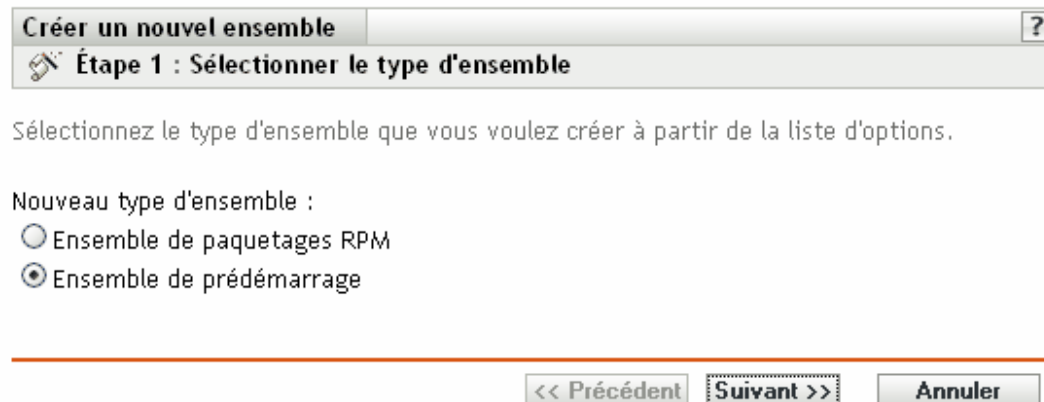 Créer un nouvel ensemble ?
Étape 1 : Sélectionner le type d'ensemble
Sélectionnez le type d'ensemble que vous voulez créer à partir de la liste d'options.
Nouveau type d'ensemble :
Ensemble de paquetages RPM
Ensemble de prédémarrage
<< Précédent Suivant >> Annuler